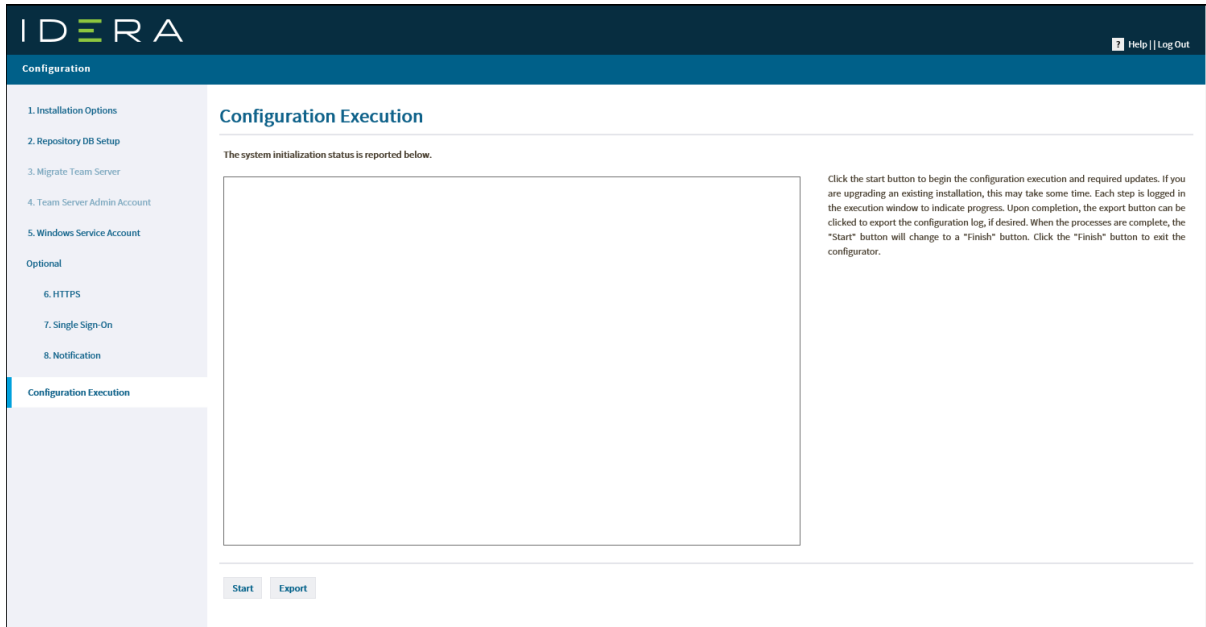 IDERA
? Help | | Log Out
Configuration
1. Installation Options
2. Repository DB Setup
3. Migrate Team Server
4. Team Server Admin Account
5. Windows Service Account
Optional
6. HTTPS
7. Single Sign-On
8. Notification
Configuration Execution
Configuration Execution
The system initialization status is reported below.
Click the start button to begin the configuration execution and required updates. If you
are upgrading an existing installation, this may take some time. Each step is logged in
the execution window to indicate progress. Upon completion, the export button can be
clicked to export the configuration log, if desired. When the processes are complete, the
"Start" button will change to a "Finish" button. Click the "Finish" button to exit the
configurator.
Start Export